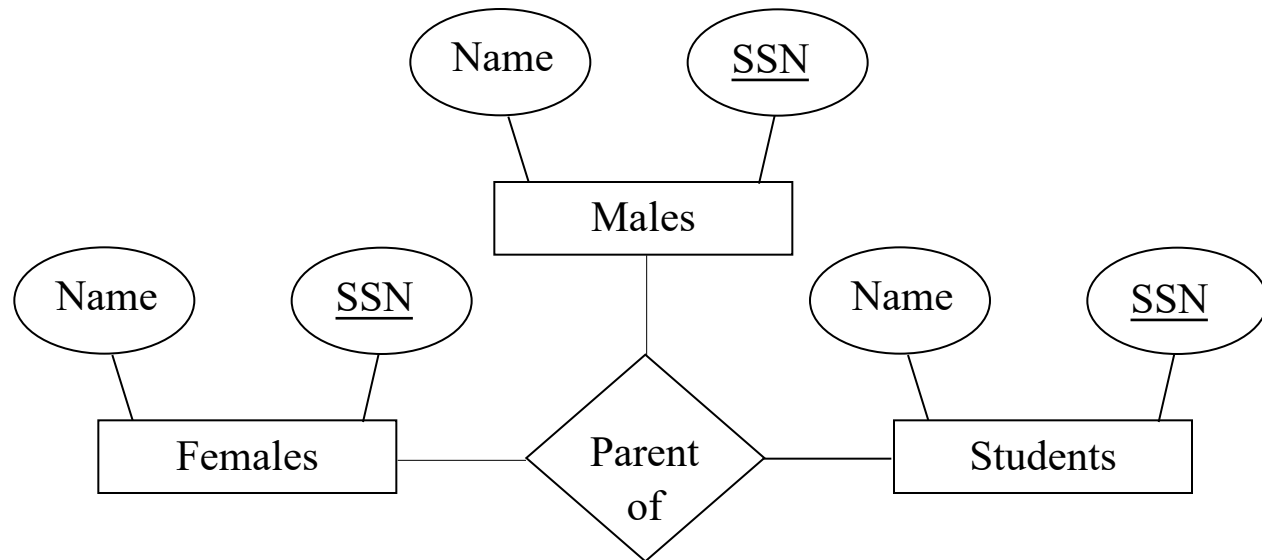 Name
SSN
Males
Name
SSN
Name
SSN
Females
Parent
of
Students